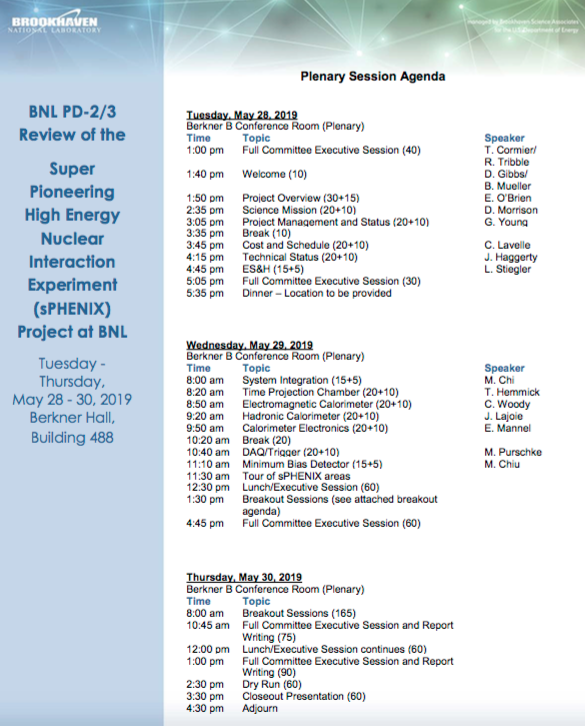 BROOKHAVEN
NATIONAL LABORATORY
managed by Brookhaven Science Associates
for the U.S. Department of Energy
BNL PD-2/3
Review of the
Super
Pioneering
High Energy
Nuclear
Interaction
Experiment
(sPHENIX)
Project at BNL
Tuesday -
Thursday,
May 28 - 30, 2019
Berkner Hall,
Building 488
Plenary Session Agenda
Tuesday, May 28, 2019
Berkner B Conference Room (Plenary)
Time Topic Speaker
1:00 pm Full Committee Executive Session (40) T. Cormier/
R. Tribble
1:40 pm Welcome (10) D. Gibbs/
B. Mueller
1:50 pm Project Overview (30+15) E. O'Brien
2:35 pm Science Mission (20+10) D. Morrison
3:05 pm Project Management and Status (20+10) G. Young
3:35 pm Break (10)
3:45 pm Cost and Schedule (20+10) C. Lavelle
4:15 pm Technical Status (20+10) J. Haggerty
4:45 pm ES&H (15+5) L. Stiegler
5:05 pm Full Committee Executive Session (30)
5:35 pm Dinner – Location to be provided
Wednesday, May 29, 2019
Berkner B Conference Room (Plenary)
Time Topic Speaker
8:00 am System Integration (15+5) M. Chi
8:20 am Time Projection Chamber (20+10) T. Hemmick
8:50 am Electromagnetic Calorimeter (20+10) C. Woody
9:20 am Hadronic Calorimeter (20+10) J. Lajoie
9:50 am Calorimeter Electronics (20+10) E. Mannel
10:20 am Break (20)
10:40 am DAQ/Trigger (20+10) M. Purschke
11:10 am Minimum Bias Detector (15+5) M. Chiu
11:30 am Tour of sPHENIX areas
12:30 pm Lunch/Executive Session (60)
1:30 pm Breakout Sessions (see attached breakout
agenda)
4:45 pm Full Committee Executive Session (60)
Thursday, May 30, 2019
Berkner B Conference Room (Plenary)
Time Topic
8:00 am Breakout Sessions (165)
10:45 am Full Committee Executive Session and Report
Writing (75)
12:00 pm Lunch/Executive Session continues (60)
1:00 pm Full Committee Executive Session and Report
Writing (90)
2:30 pm Dry Run (60)
3:30 pm Closeout Presentation (60)
4:30 pm Adjourn